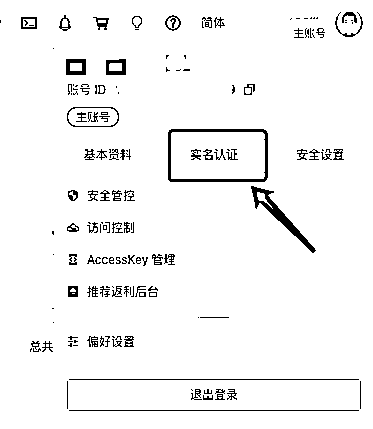 简体
主账号
账号 ID
主账号
基本资料 实名认证 安全设置
安全管控
访问控制
AccessKey 管理
推荐返利后台
总共
偏好设置
退出登录